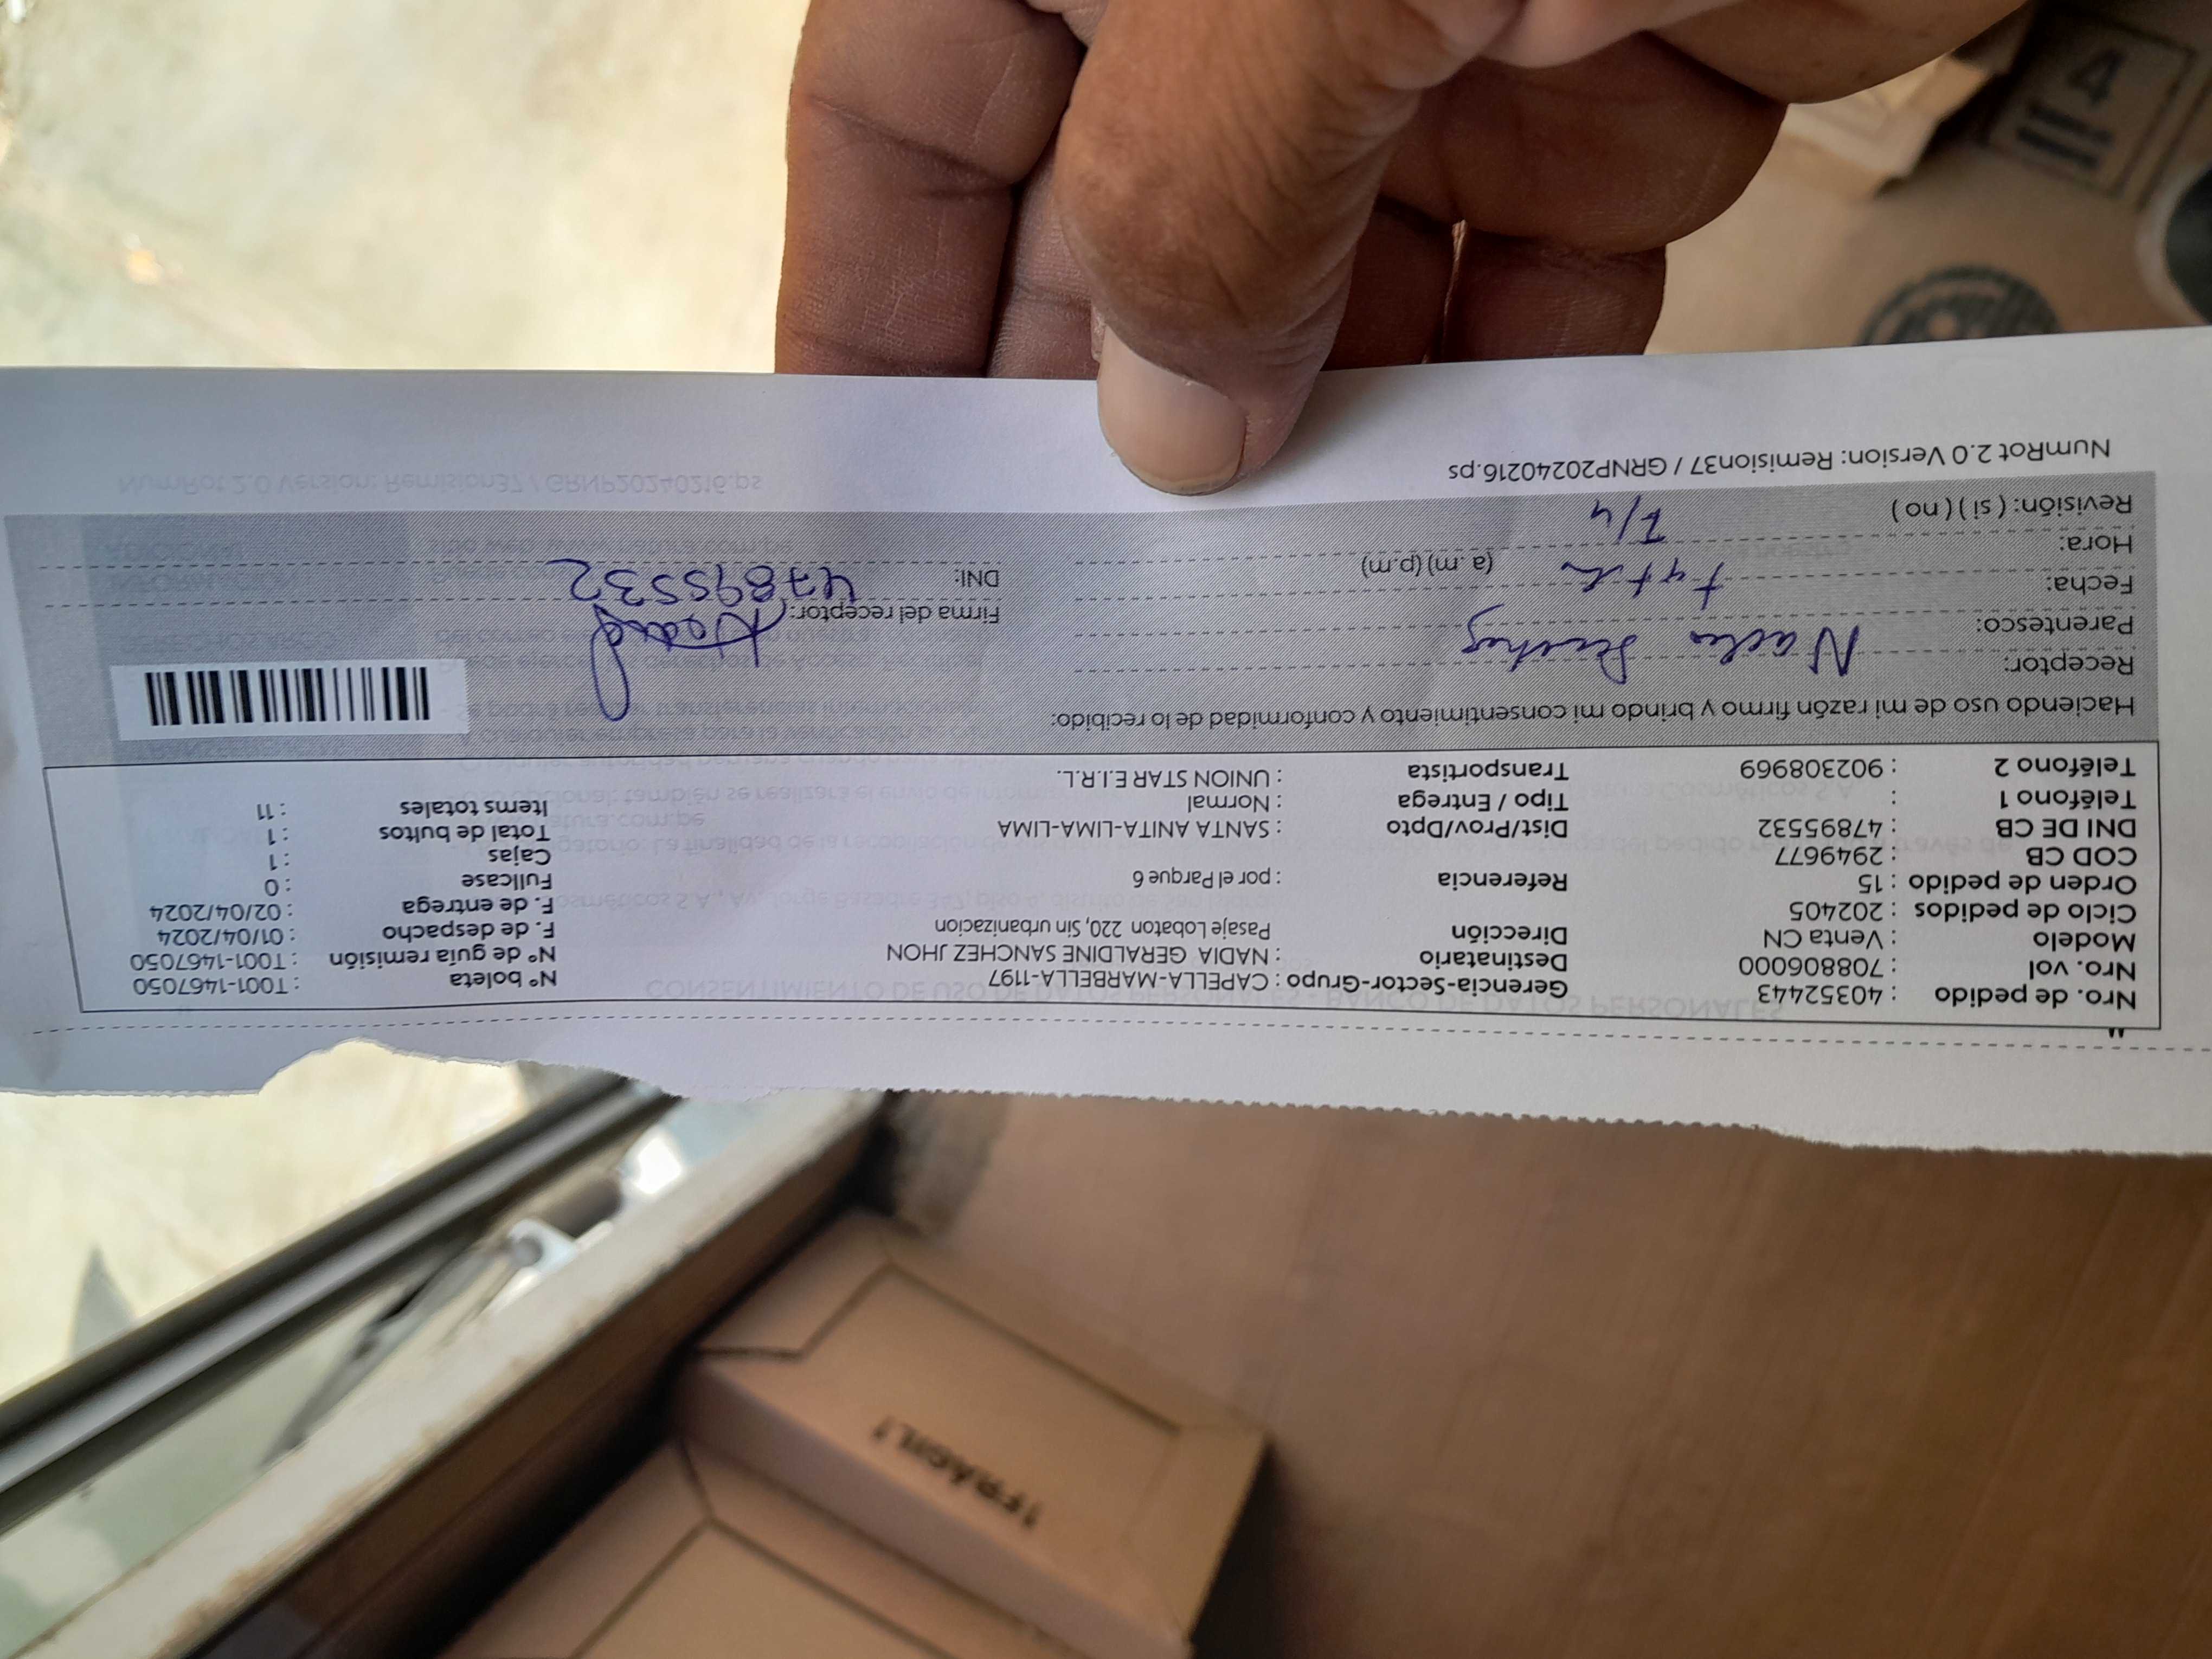 Nro. de pedido : 40352443
Nro. vol : 708806000
Modelo : Venta CN
Ciclo de pedidos : 202405
Orden de pedido : 15
COD CB : 2949677
DNI DE CB : 47895532
Teléfono 1 :
Teléfono 2 : 902308969
Gerencia-Sector-Grupo : CAPELLA-MARBELLA-1197
Destinatario : NADIA GERALDINE SANCHEZ JHON
Dirección Pasaje Lobaton 220, Sin urbanizacion
Referencia : por el Parque 6
Dist/Prov/Dpto : SANTA ANITA-LIMA-LIMA
Tipo / Entrega : Normal
Transportista : UNION STAR E.I.R.L.
N° boleta : T001-1467050
N° de guía remisión : T001-1467050
F. de despacho : 01/04/2024
F. de entrega : 02/04/2024
Fullcase : 0
Cajas : 1
Total de bultos : 1
Items totales : 11
Haciendo uso de mi razón firmo y brindo mi consentimiento y conformidad de lo recibido:
Receptor:
Parentesco:
Fecha:
Hora: (a.m) (p.m)
Revisión: ( si ) ( no )
Firma del receptor:
DNI: 47895532
NumRot 2.0 Version: Remision37 / GRNP20240216.ps
¡FRÁGIL!
4